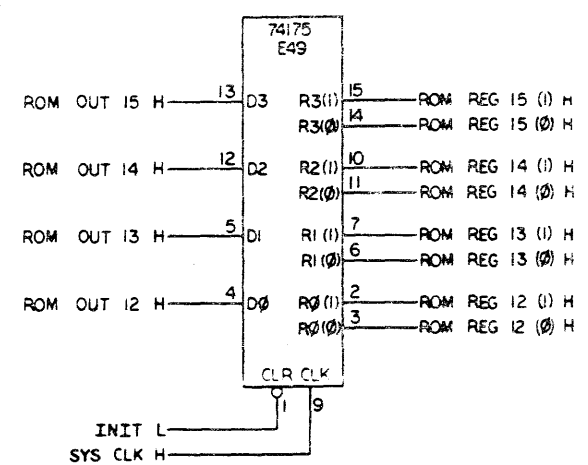 74175
E49
ROM OUT 15 H 13 D3 R3(1) 15 ROM REG 15 (1) H
R3(Ø) 14 ROM REG 15 (Ø) H
ROM OUT 14 H 12 D2 R2(1) 10 ROM REG 14 (1) H
R2(Ø) 11 ROM REG 14 (Ø) H
ROM OUT 13 H 5 D1 R1(1) 7 ROM REG 13 (1) H
R1(Ø) 6 ROM REG 13 (Ø) H
ROM OUT 12 H 4 DØ RØ(1) 2 ROM REG 12 (1) H
RØ(Ø) 3 ROM REG 12 (Ø) H
CLR CLK
1 9
INIT L
SYS CLK H